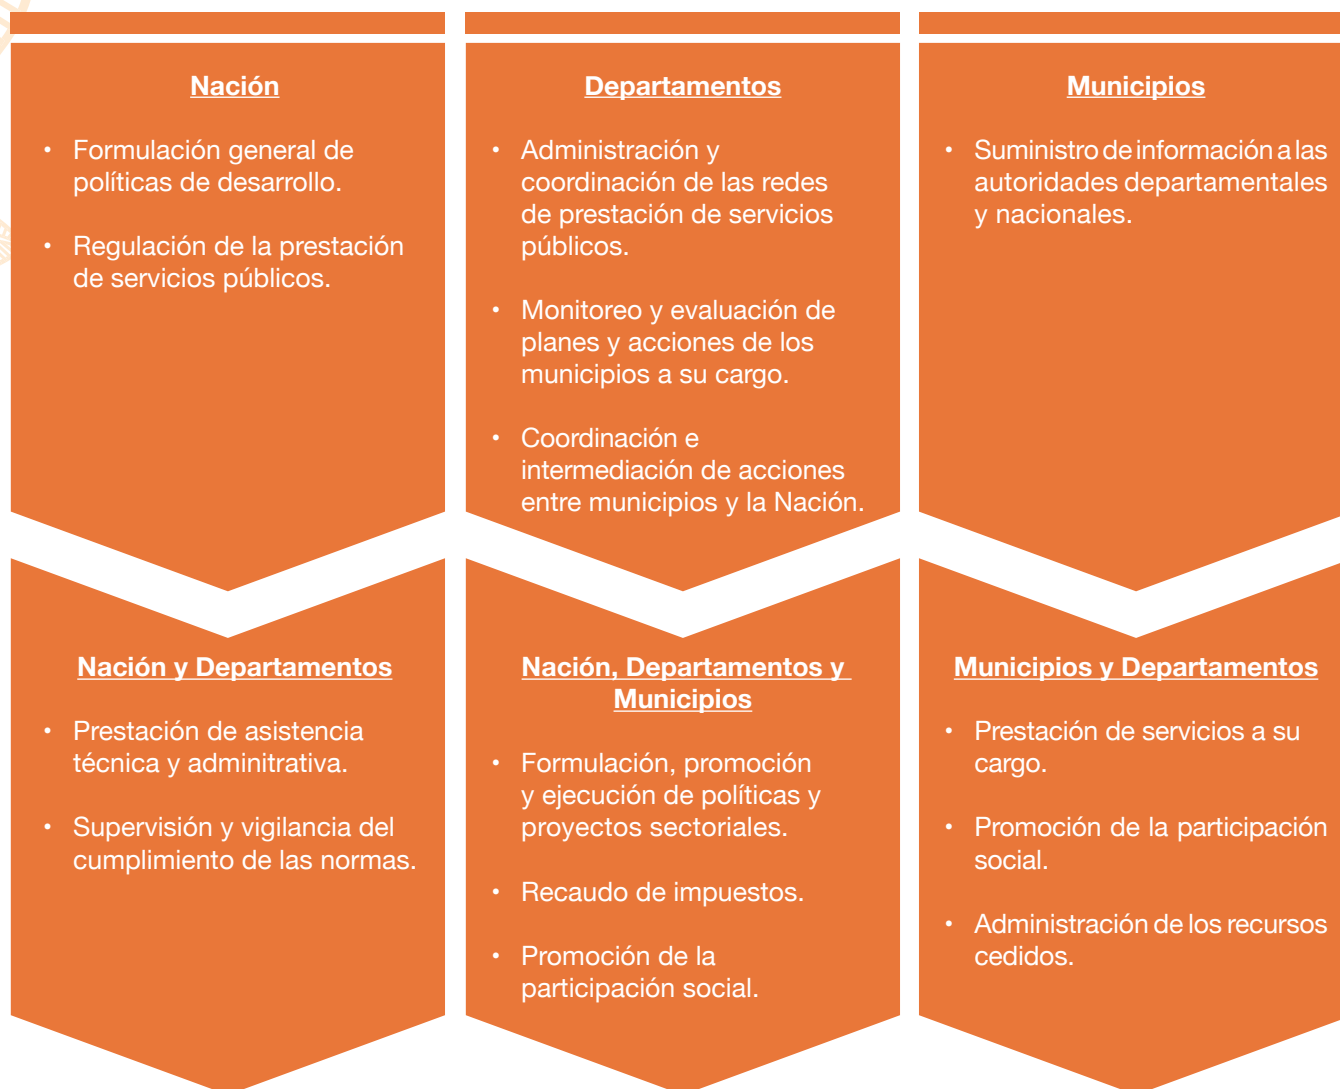 Nación
• Formulación general de
políticas de desarrollo.
• Regulación de la prestación
de servicios públicos.
Departamentos
• Administración y
coordinación de las redes
de prestación de servicios
públicos.
• Monitoreo y evaluación de
planes y acciones de los
municipios a su cargo.
• Coordinación e
intermediación de acciones
entre municipios y la Nación.
Municipios
• Suministro de información a las
autoridades departamentales
y nacionales.
Nación y Departamentos
• Prestación de asistencia
técnica y adminitrativa.
• Supervisión y vigilancia del
cumplimiento de las normas.
Nación, Departamentos y
Municipios
• Formulación, promoción
y ejecución de políticas y
proyectos sectoriales.
• Recaudo de impuestos.
• Promoción de la
participación social.
Municipios y Departamentos
• Prestación de servicios a su
cargo.
• Promoción de la participación
social.
• Administración de los recursos
cedidos.